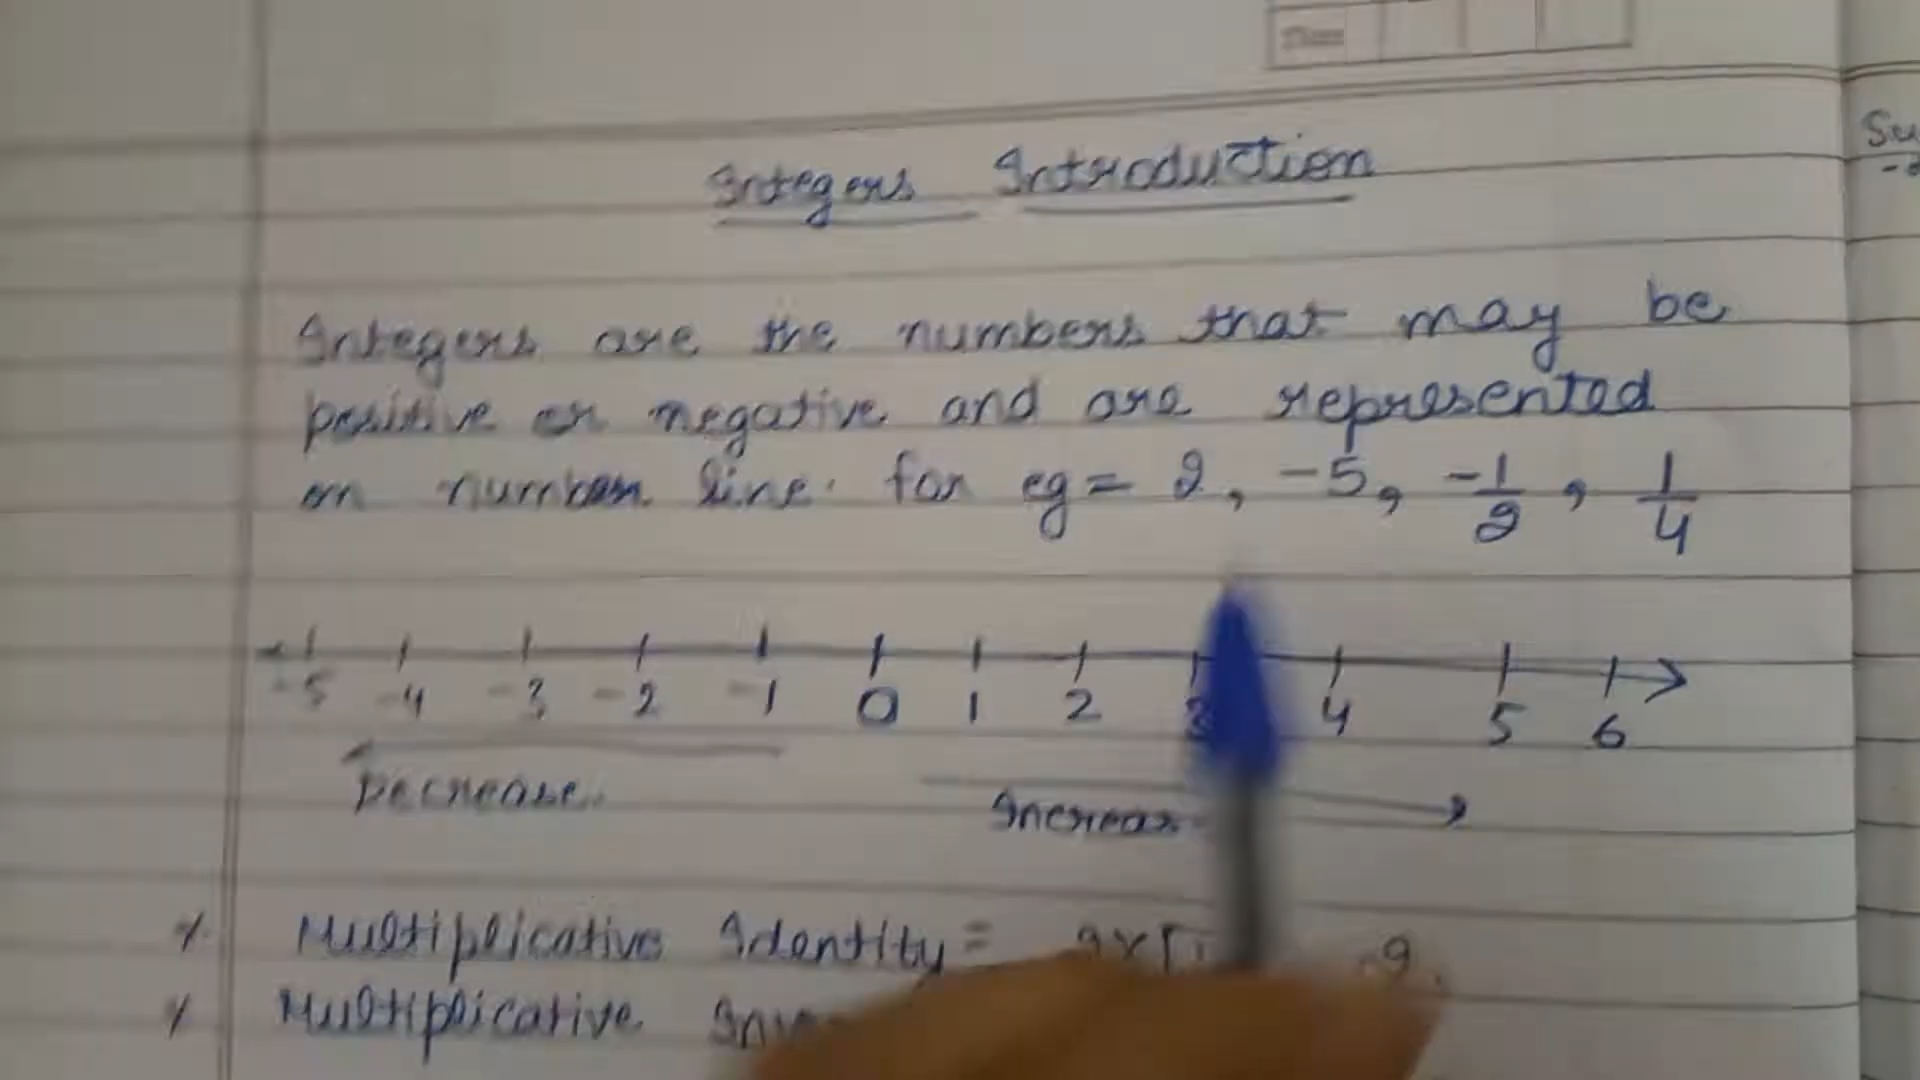 Integers Introduction
Integers are the numbers that may be
positive or negative and are represented
on number line. for eg = 2, -5, -1/2, 1/4
-5 -4 -3 -2 -1 0 1 2 3 4 5 6
Decrease
Increas
Multiplicative Identity =
Multiplicative